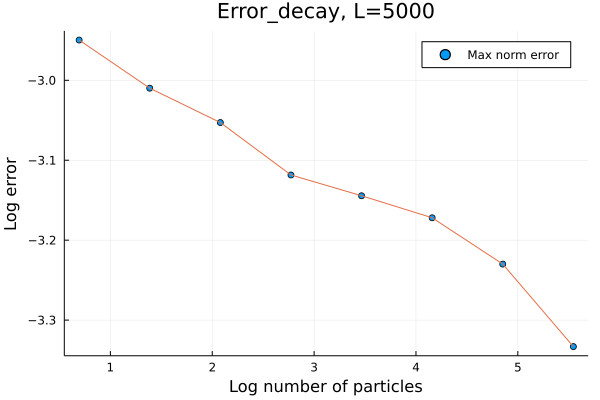 Error_decay, L=5000
Max norm error
Log error
−3.0
−3.1
−3.2
−3.3
1 2 3 4 5
Log number of particles